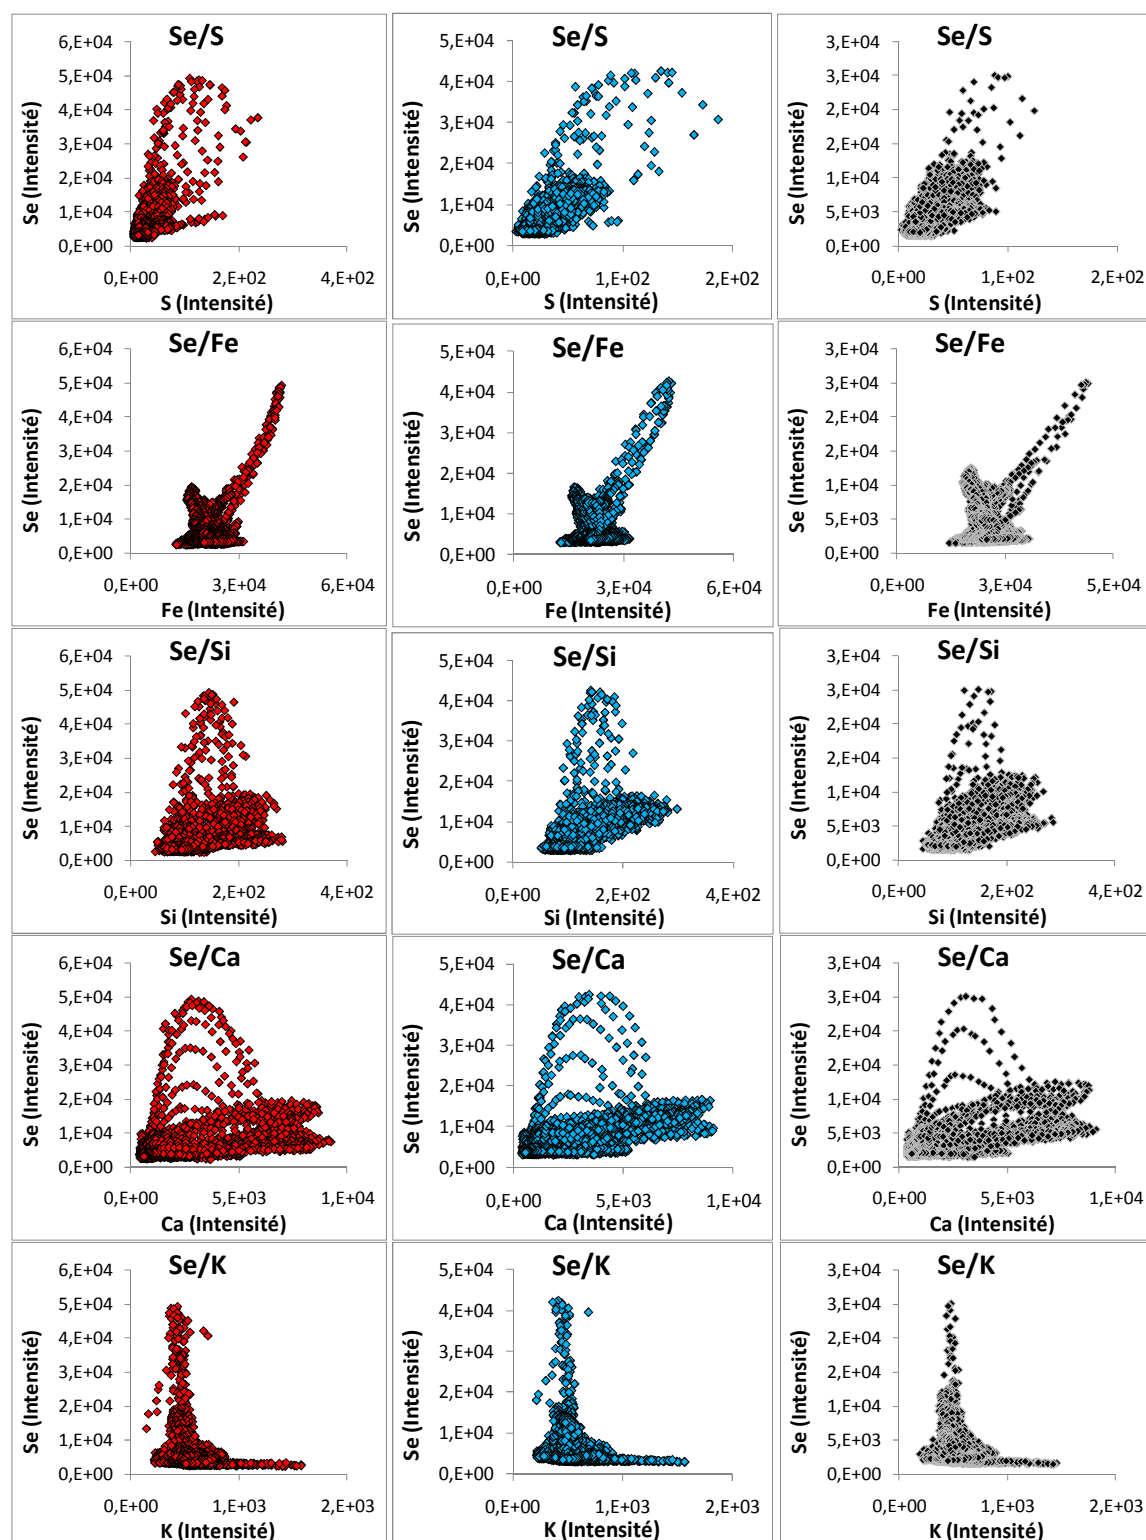 Se/S
6,E+04
5,E+04
4,E+04
3,E+04
2,E+04
1,E+04
0,E+00
Se (Intensité)
0,E+00 2,E+02 4,E+02
S (Intensité)
Se/S
5,E+04
4,E+04
3,E+04
2,E+04
1,E+04
0,E+00
Se (Intensité)
0,E+00 1,E+02 2,E+02
S (Intensité)
Se/S
3,E+04
3,E+04
2,E+04
2,E+04
1,E+04
5,E+03
0,E+00
Se (Intensité)
0,E+00 1,E+02 2,E+02
S (Intensité)
Se/Fe
6,E+04
5,E+04
4,E+04
3,E+04
2,E+04
1,E+04
0,E+00
Se (Intensité)
0,E+00 3,E+04 6,E+04
Fe (Intensité)
Se/Fe
5,E+04
4,E+04
3,E+04
2,E+04
1,E+04
0,E+00
Se (Intensité)
0,E+00 3,E+04 6,E+04
Fe (Intensité)
Se/Fe
3,E+04
3,E+04
2,E+04
2,E+04
1,E+04
5,E+03
0,E+00
Se (Intensité)
0,E+00 3,E+04 5,E+04
Fe (Intensité)
Se/Si
6,E+04
5,E+04
4,E+04
3,E+04
2,E+04
1,E+04
0,E+00
Se (Intensité)
0,E+00 2,E+02 4,E+02
Si (Intensité)
Se/Si
5,E+04
4,E+04
3,E+04
2,E+04
1,E+04
0,E+00
Se (Intensité)
0,E+00 2,E+02 4,E+02
Si (Intensité)
Se/Si
3,E+04
3,E+04
2,E+04
2,E+04
1,E+04
5,E+03
0,E+00
Se (Intensité)
0,E+00 2,E+02 4,E+02
Si (Intensité)
Se/Ca
6,E+04
5,E+04
4,E+04
3,E+04
2,E+04
1,E+04
0,E+00
Se (Intensité)
0,E+00 5,E+03 1,E+04
Ca (Intensité)
Se/Ca
5,E+04
4,E+04
3,E+04
2,E+04
1,E+04
0,E+00
Se (Intensité)
0,E+00 5,E+03 1,E+04
Ca (Intensité)
Se/Ca
3,E+04
3,E+04
2,E+04
2,E+04
1,E+04
5,E+03
0,E+00
Se (Intensité)
0,E+00 5,E+03 1,E+04
Ca (Intensité)
Se/K
6,E+04
5,E+04
4,E+04
3,E+04
2,E+04
1,E+04
0,E+00
Se (Intensité)
0,E+00 1,E+03 2,E+03
K (Intensité)
Se/K
5,E+04
4,E+04
3,E+04
2,E+04
1,E+04
0,E+00
Se (Intensité)
0,E+00 1,E+03 2,E+03
K (Intensité)
Se/K
3,E+04
3,E+04
2,E+04
2,E+04
1,E+04
5,E+03
0,E+00
Se (Intensité)
0,E+00 1,E+03 2,E+03
K (Intensité)